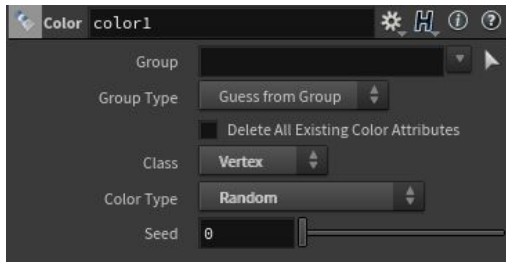 Color color1
Group
Group Type Guess from Group
Delete All Existing Color Attributes
Class Vertex
Color Type Random
Seed 0